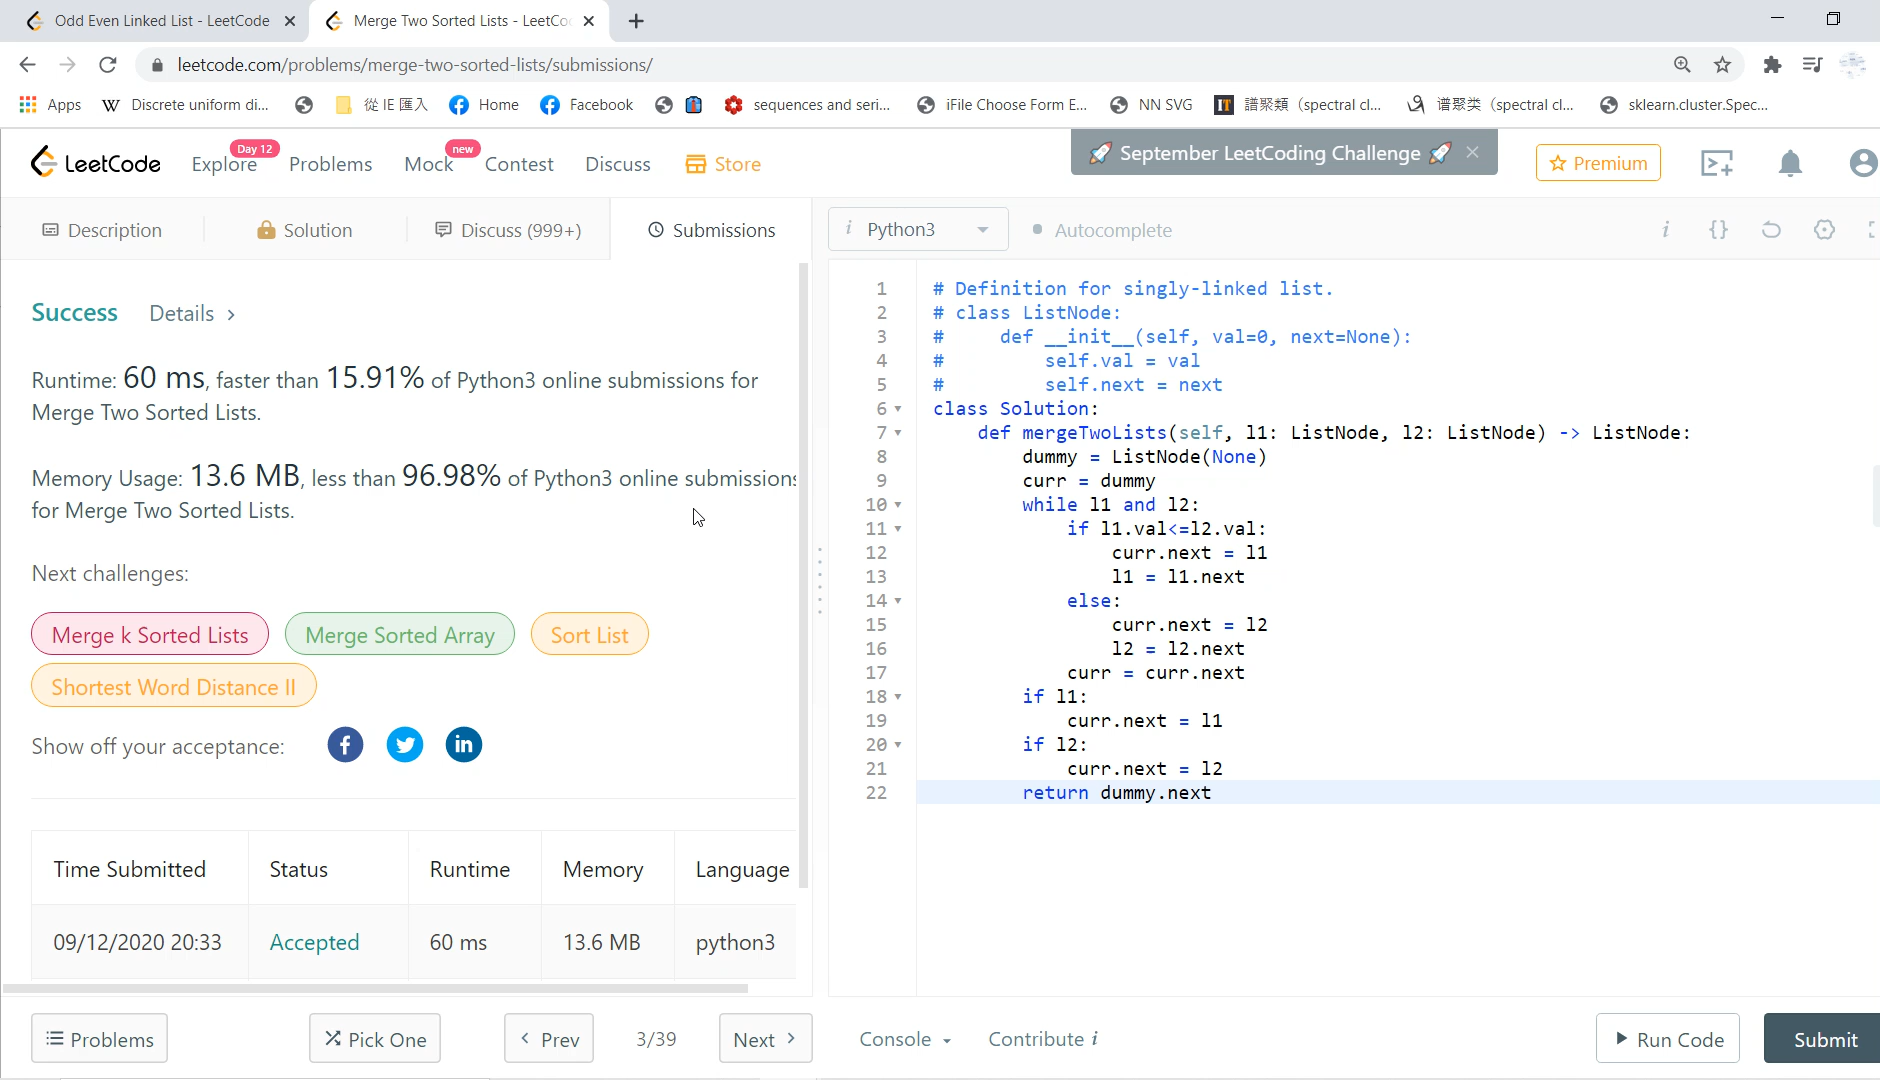 Odd Even Linked List - LeetCode
Merge Two Sorted Lists - LeetCo
leetcode.com/problems/merge-two-sorted-lists/submissions/
Apps
W Discrete uniform di...
從 IE 匯入
Home
Facebook
sequences and seri...
iFile Choose Form E...
NN SVG
IT 譜聚類 (spectral cl...
谱聚类 (spectral cl...
sklearn.cluster.Spec...
LeetCode
Explore
Day 12
Problems
Mock
new
Contest
Discuss
Store
September LeetCoding Challenge
Premium
Description
Solution
Discuss (999+)
Submissions
i Python3
Autocomplete
i {}
Success Details >
Runtime: 60 ms, faster than 15.91% of Python3 online submissions for
Merge Two Sorted Lists.
Memory Usage: 13.6 MB, less than 96.98% of Python3 online submissions
for Merge Two Sorted Lists.
Next challenges:
Merge k Sorted Lists
Merge Sorted Array
Sort List
Shortest Word Distance II
Show off your acceptance:
f
in
Time Submitted Status Runtime Memory Language
09/12/2020 20:33 Accepted 60 ms 13.6 MB python3
1 # Definition for singly-linked list.
2 # class ListNode:
3 #     def __init__(self, val=0, next=None):
4 #         self.val = val
5 #         self.next = next
6 class Solution:
7     def mergeTwoLists(self, l1: ListNode, l2: ListNode) -> ListNode:
8         dummy = ListNode(None)
9         curr = dummy
10         while l1 and l2:
11             if l1.val<=l2.val:
12                 curr.next = l1
13                 l1 = l1.next
14             else:
15                 curr.next = l2
16                 l2 = l2.next
17             curr = curr.next
18         if l1:
19             curr.next = l1
20         if l2:
21             curr.next = l2
22         return dummy.next
Problems
Pick One
< Prev
3/39
Next >
Console
Contribute i
Run Code
Submit